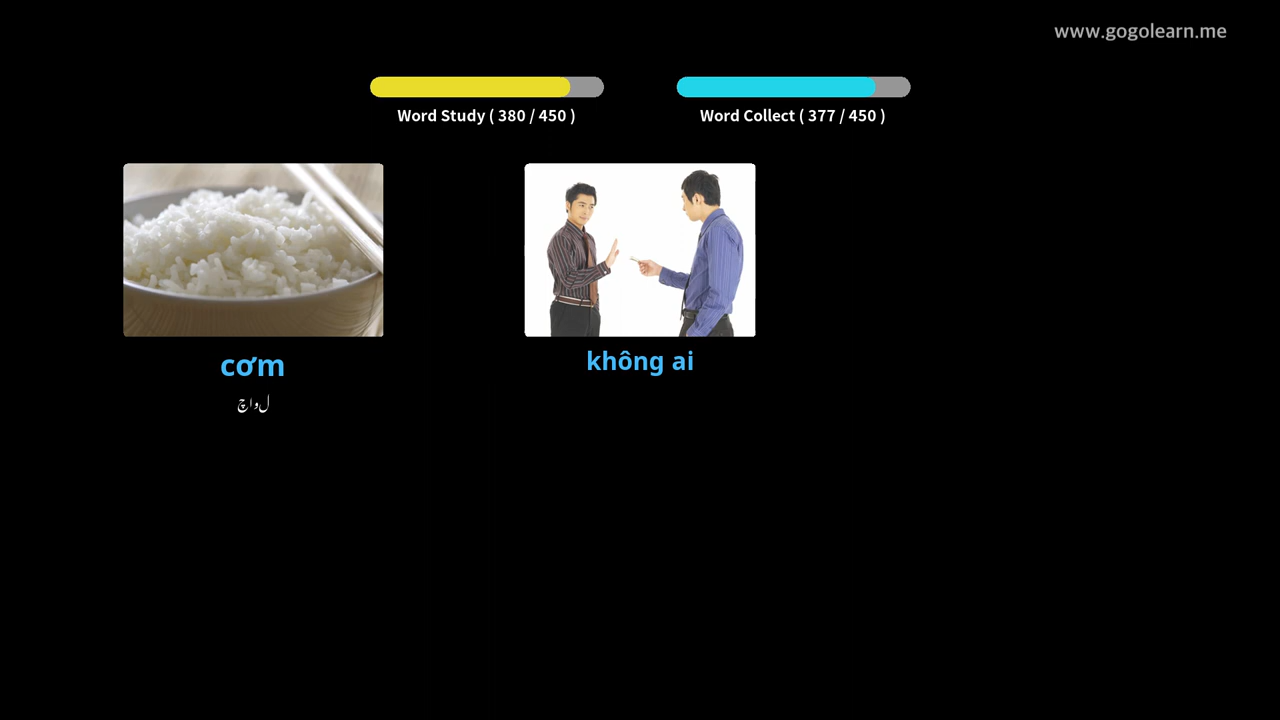 www.gogolearn.me
Word Study ( 380 / 450 )
Word Collect ( 377 / 450 )
cơm
không ai
چاول